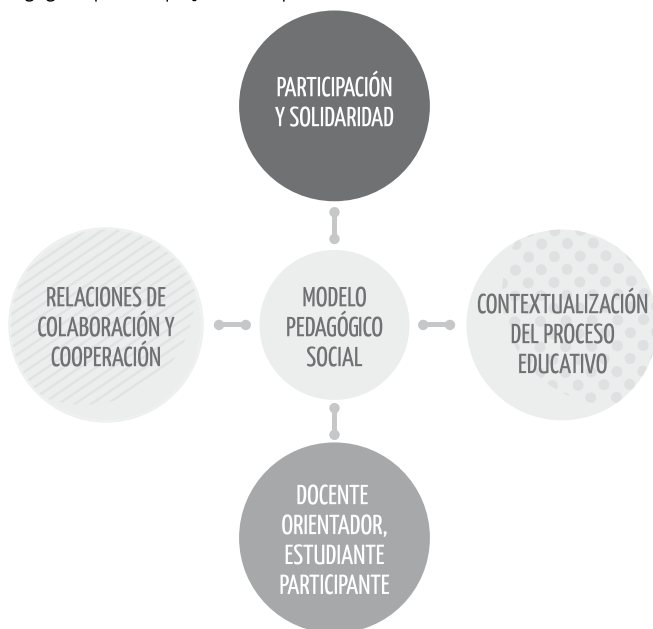 PARTICIPACIÓN
Y SOLIDARIDAD
RELACIONES DE
COLABORACIÓN Y
COOPERACIÓN
MODELO
PEDAGÓGICO
SOCIAL
CONTEXTUALIZACIÓN
DEL PROCESO
EDUCATIVO
DOCENTE
ORIENTADOR,
ESTUDIANTE
PARTICIPANTE